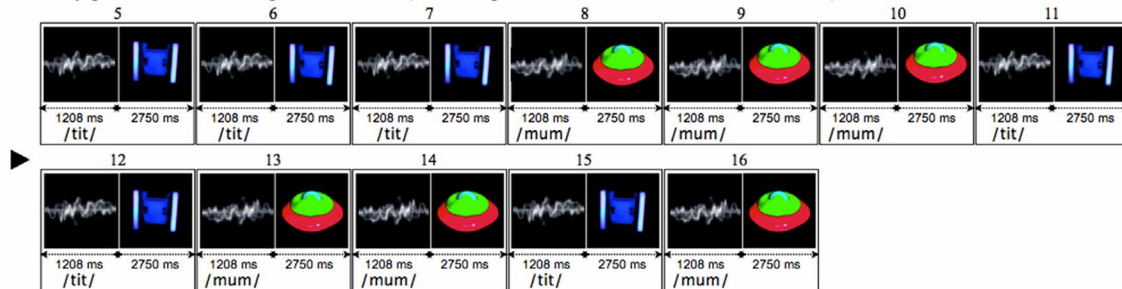 5 6 7 8 9 10 11
1208 ms 2750 ms 1208 ms 2750 ms 1208 ms 2750 ms 1208 ms 2750 ms 1208 ms 2750 ms 1208 ms 2750 ms 1208 ms 2750 ms
/tit/ /tit/ /tit/ /mum/ /mum/ /mum/ /tit/
12 13 14 15 16
1208 ms 2750 ms 1208 ms 2750 ms 1208 ms 2750 ms 1208 ms 2750 ms 1208 ms 2750 ms
/tit/ /mum/ /mum/ /tit/ /mum/